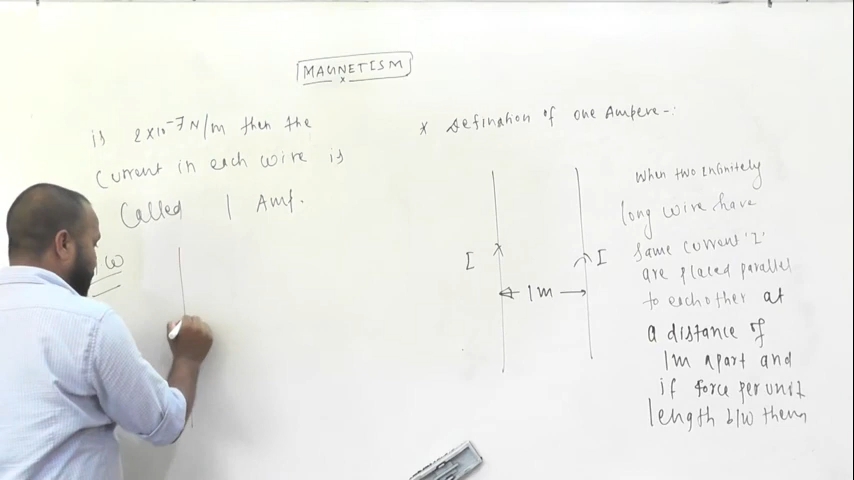 MAGNETISM
x
* Defination of one Ampere-:
I
I
1m
When two Infinitely
long wire have
same current 'I'
are placed parallel
to eachother at
a distance of
1m apart and
if force per unit
length b/w them
is 2×10⁻⁷ N/m then the
Current in each wire is
Called 1 Amp.